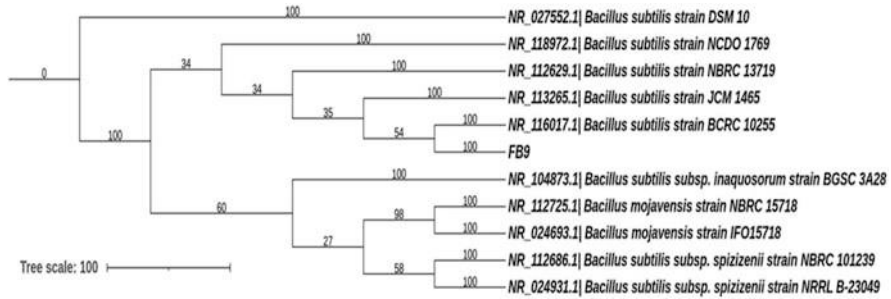 100
NR_027552.1| Bacillus subtilis strain DSM 10
100
NR_118972.1| Bacillus subtilis strain NCDO 1769
34
100
NR_112629.1| Bacillus subtilis strain NBRC 13719
0
34
100
NR_113265.1| Bacillus subtilis strain JCM 1465
35
100
NR_116017.1| Bacillus subtilis strain BCRC 10255
100
54
100
FB9
100
NR_104873.1| Bacillus subtilis subsp. inaquosorum strain BGSC 3A28
60
100
NR_112725.1| Bacillus mojavensis strain NBRC 15718
98
100
NR_024693.1| Bacillus mojavensis strain IFO15718
27
100
NR_112686.1| Bacillus subtilis subsp. spizizenii strain NBRC 101239
Tree scale: 100
58
100
NR_024931.1| Bacillus subtilis subsp. spizizenii strain NRRL B-23049